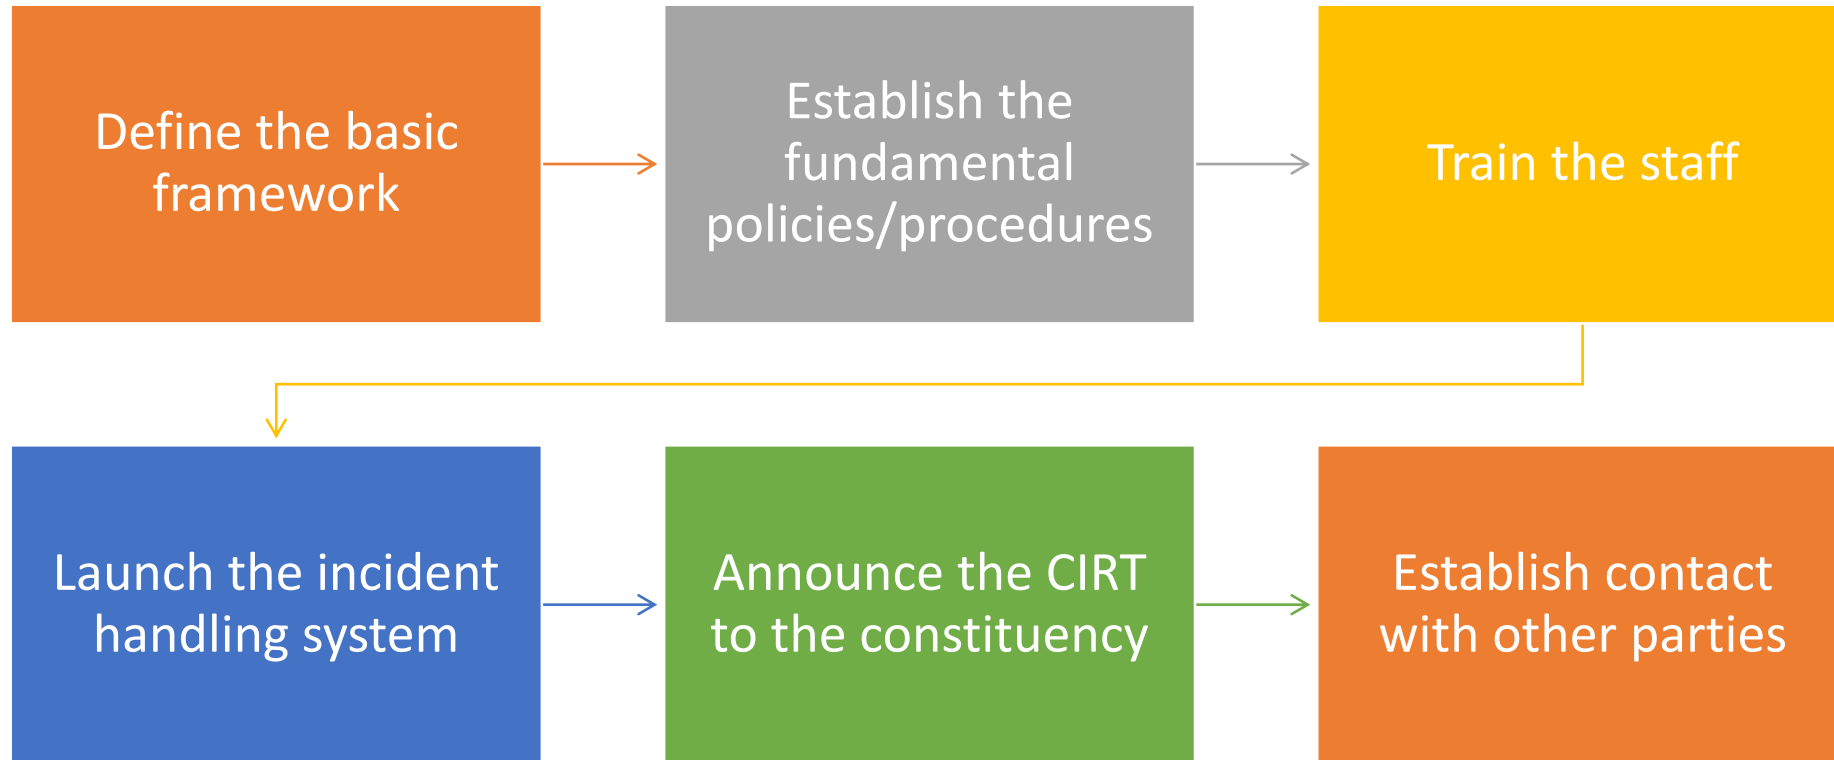 Define the basic
framework
Establish the
fundamental
policies/procedures
Train the staff
Launch the incident
handling system
Announce the CIRT
to the constituency
Establish contact
with other parties